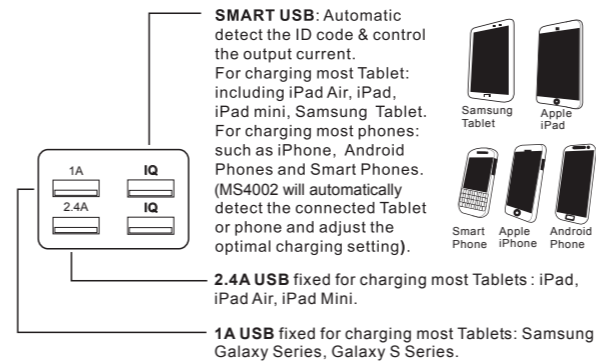 SMART USB: Automatic
detect the ID code & control
the output current.
For charging most Tablet:
including iPad Air, iPad,
iPad mini, Samsung Tablet.
For charging most phones:
such as iPhone, Android
Phones and Smart Phones.
(MS4002 will automatically
detect the connected Tablet
or phone and adjust the
optimal charging setting).
Samsung
Tablet
Apple
iPad
Smart
Phone
Apple
iPhone
Android
Phone
1A
IQ
2.4A
IQ
2.4A USB fixed for charging most Tablets : iPad,
iPad Air, iPad Mini.
1A USB fixed for charging most Tablets: Samsung
Galaxy Series, Galaxy S Series.